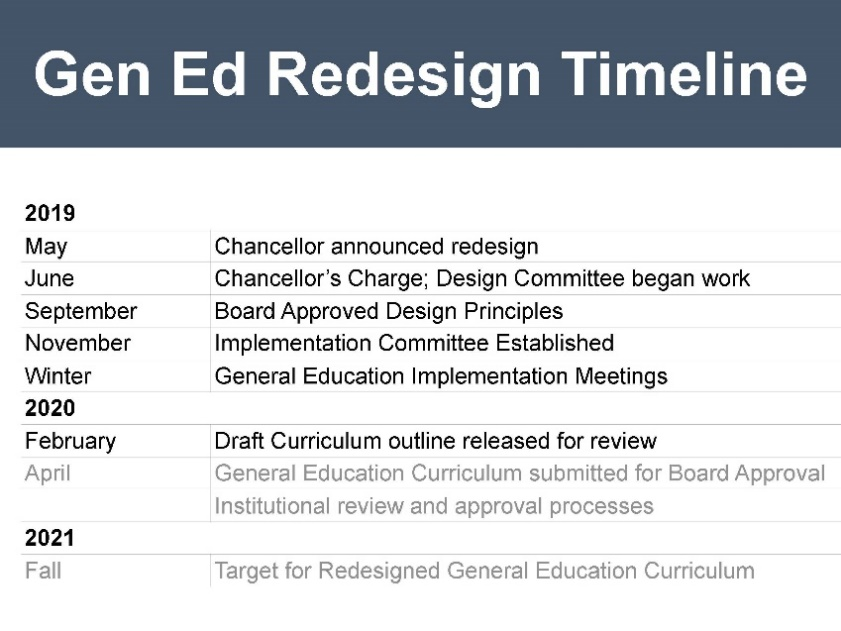 Gen Ed Redesign Timeline
2019
May Chancellor announced redesign
June Chancellor’s Charge; Design Committee began work
September Board Approved Design Principles
November Implementation Committee Established
Winter General Education Implementation Meetings
2020
February Draft Curriculum outline released for review
April General Education Curriculum submitted for Board Approval
Institutional review and approval processes
2021
Fall Target for Redesigned General Education Curriculum